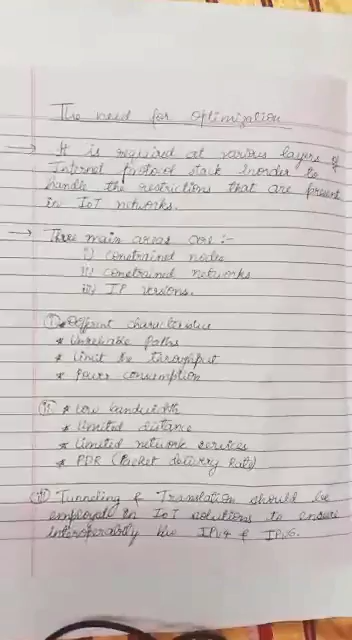 The need for Optimization
→ It is required at various layers of
Internet protocol stack inorder to
handle the restrictions that are present
in IoT networks.
→ Three main areas are :-
i) constrained nodes
ii) constrained networks
iii) IP versions.
(i) * Different characteristics
* Unreliable paths
* Limit the throughput
* Power consumption
(ii) * Low bandwidth
* Limited distance
* Limited network services
* PDR (Packet delivery Rate)
(iii) Tunneling & Translation should be
employed in IoT solutions to ensure
interoperability b/w IPv4 & IPv6.